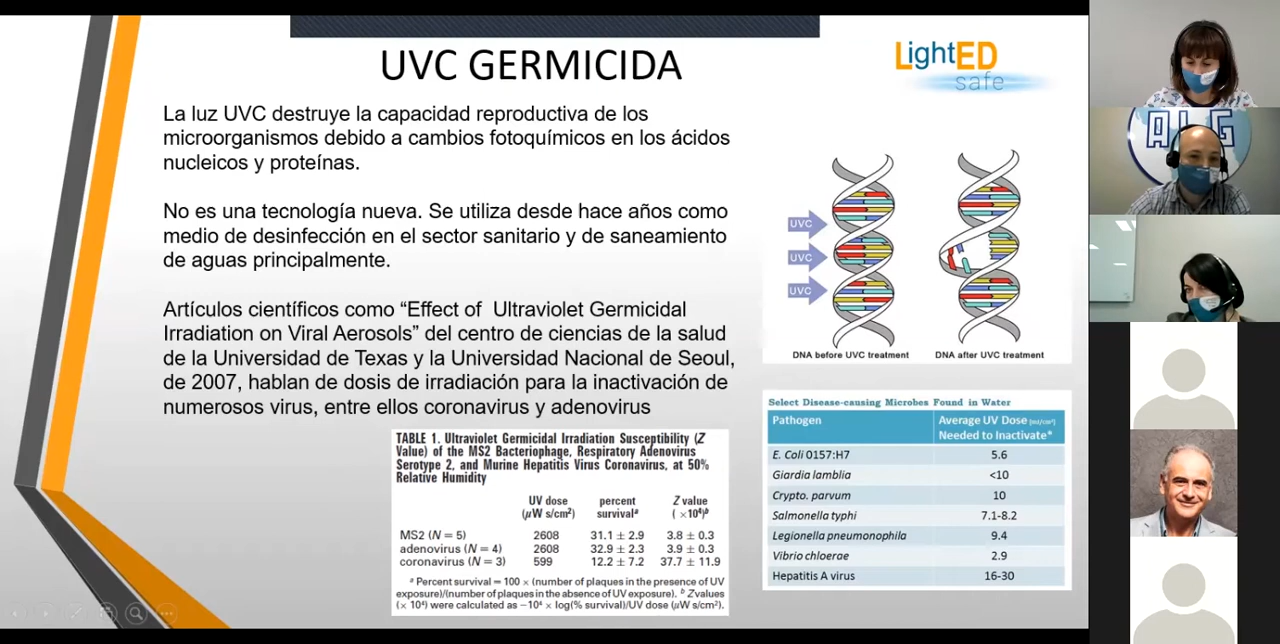 UVC GERMICIDA
LightED
safe
La luz UVC destruye la capacidad reproductiva de los
microorganismos debido a cambios fotoquímicos en los ácidos
nucleicos y proteínas.
No es una tecnología nueva. Se utiliza desde hace años como
medio de desinfección en el sector sanitario y de saneamiento
de aguas principalmente.
Artículos científicos como “Effect of Ultraviolet Germicidal
Irradiation on Viral Aerosols” del centro de ciencias de la salud
de la Universidad de Texas y la Universidad Nacional de Seoul,
de 2007, hablan de dosis de irradiación para la inactivación de
numerosos virus, entre ellos coronavirus y adenovirus
TABLE 1. Ultraviolet Germicidal Irradiation Susceptibility (Z
Value) of the MS2 Bacteriophage, Respiratory Adenovirus
Serotype 2, and Murine Hepatitis Virus Coronavirus, at 50%
Relative Humidity
UV dose percent Z value
(µW s/cm²) survivalᵃ (×10⁴)ᵇ
MS2 (N = 5) 2608 31.1 ± 2.9 3.8 ± 0.3
adenovirus (N = 4) 2608 32.9 ± 2.3 3.9 ± 0.3
coronavirus (N = 3) 599 12.2 ± 7.2 37.7 ± 11.9
ᵃ Percent survival = 100 × (number of plaques in the presence of UV
exposure)/(number of plaques in the absence of UV exposure). ᵇ Z values
(× 10⁴) were calculated as −10⁴ × log(% survival)/UV dose (µW s/cm²).
UVC
UVC
UVC
DNA before UVC treatment DNA after UVC treatment
Select Disease-causing Microbes Found in Water
Pathogen Average UV Dose [mJ/cm²]
Needed to Inactivate*
E. Coli 0157:H7 5.6
Giardia lamblia <10
Crypto. parvum 10
Salmonella typhi 7.1-8.2
Legionella pneumonophila 9.4
Vibrio chloerae 2.9
Hepatitis A virus 16-30
ALG